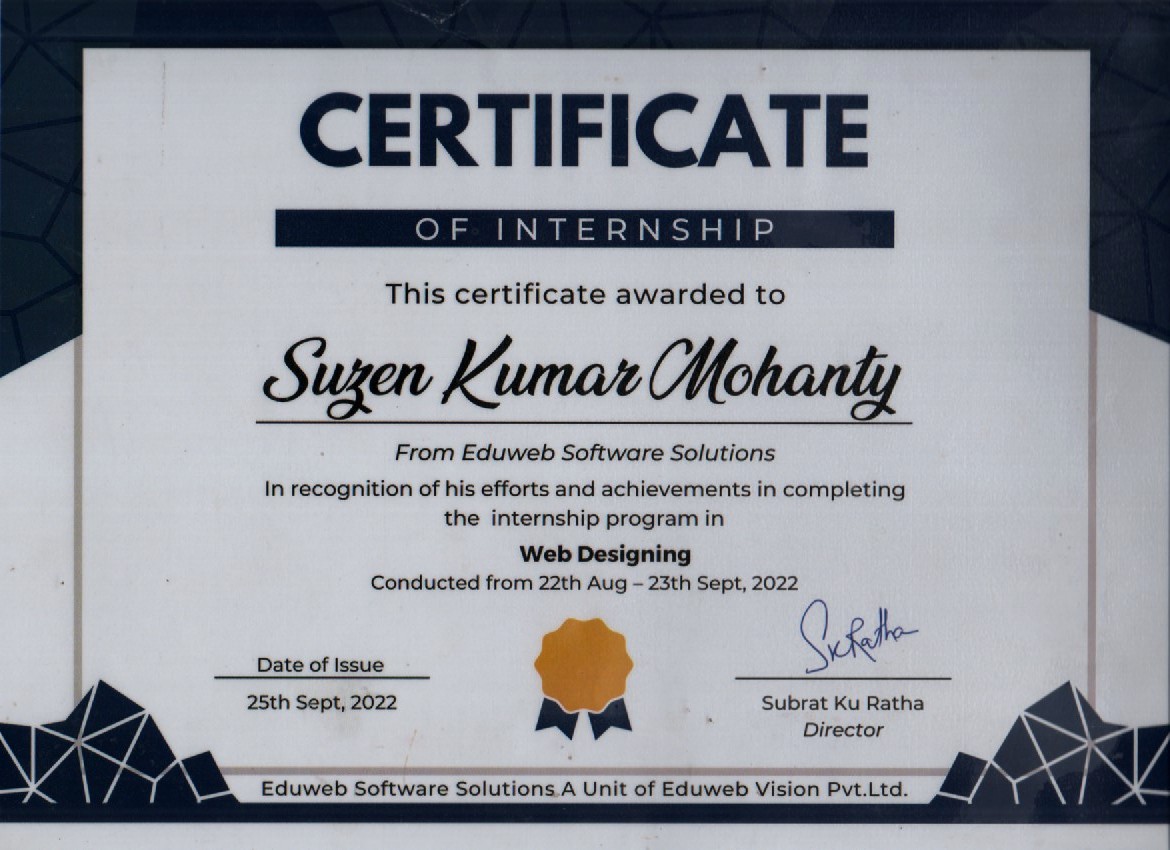 CERTIFICATE
OF INTERNSHIP
This certificate awarded to
Suzen Kumar Mohanty
From Eduweb Software Solutions
In recognition of his efforts and achievements in completing
the internship program in
Web Designing
Conducted from 22th Aug – 23th Sept, 2022
Date of Issue
25th Sept, 2022
SKRatha
Subrat Ku Ratha
Director
Eduweb Software Solutions A Unit of Eduweb Vision Pvt.Ltd.